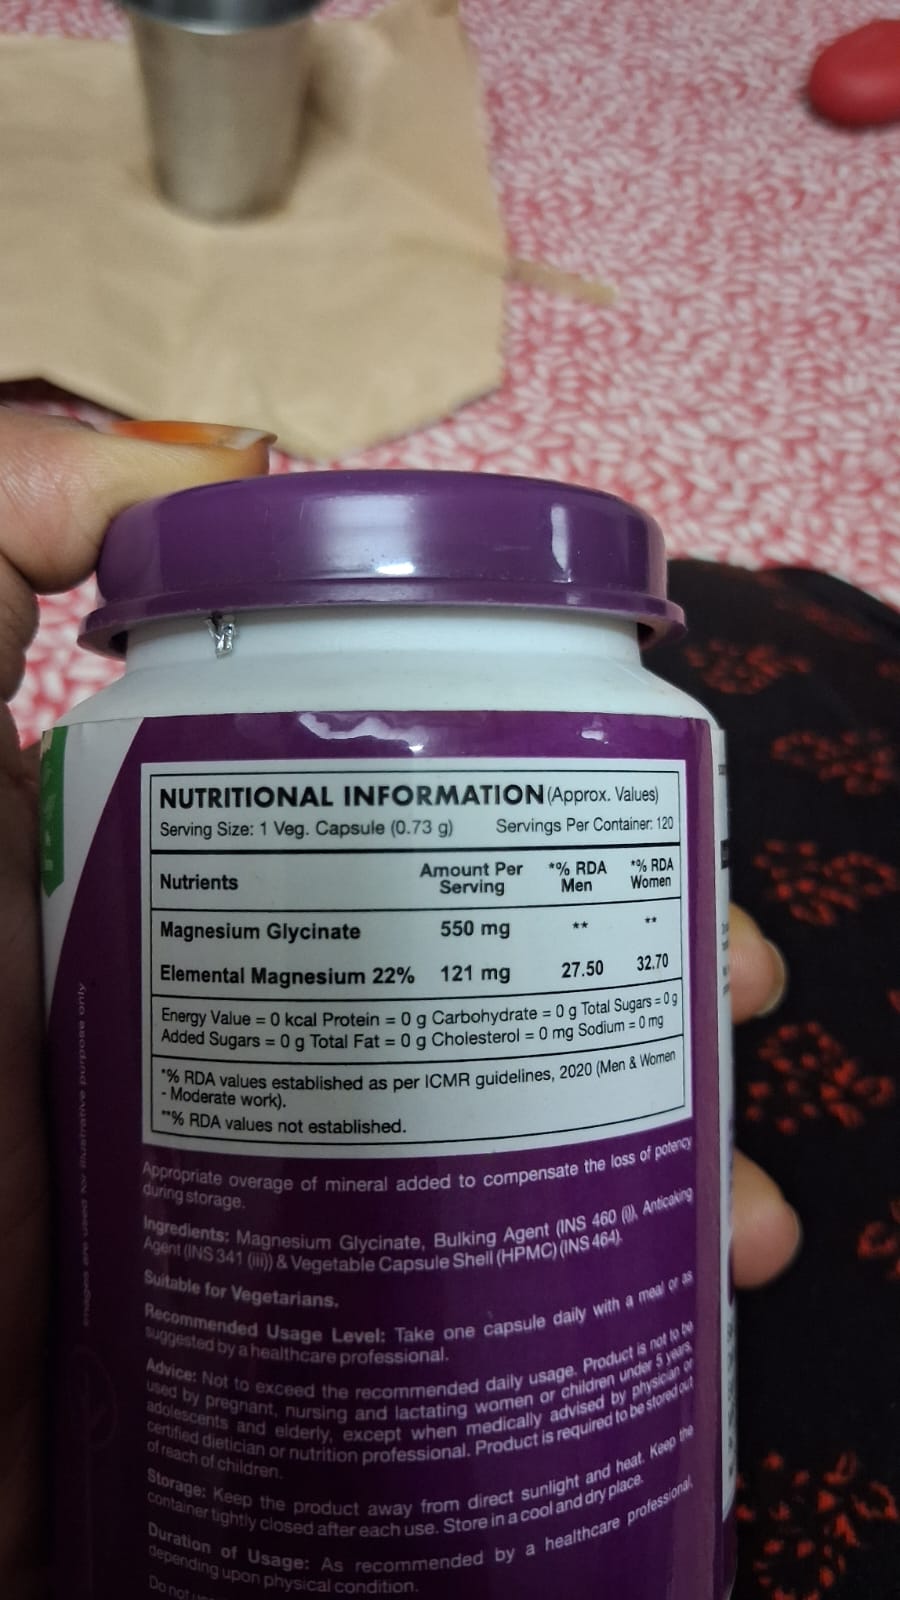 NUTRITIONAL INFORMATION (Approx. Values)
Serving Size: 1 Veg. Capsule (0.73 g) Servings Per Container: 120
Nutrients Amount Per Serving *% RDA Men *% RDA Women
Magnesium Glycinate 550 mg ** **
Elemental Magnesium 22% 121 mg 27.50 32.70
Energy Value = 0 kcal Protein = 0 g Carbohydrate = 0 g Total Sugars = 0 g
Added Sugars = 0 g Total Fat = 0 g Cholesterol = 0 mg Sodium = 0 mg
*% RDA values established as per ICMR guidelines, 2020 (Men & Women
- Moderate work).
**% RDA values not established.
Appropriate overage of mineral added to compensate the loss of potency
during storage.
Ingredients: Magnesium Glycinate, Bulking Agent (INS 460 (i)), Anticaking
Agent (INS 341 (iii)) & Vegetable Capsule Shell (HPMC) (INS 464).
Suitable for Vegetarians.
Recommended Usage Level: Take one capsule daily with a meal or as
suggested by a healthcare professional.
Advice: Not to exceed the recommended daily usage. Product is not to be
used by pregnant, nursing and lactating women or children under 5 years,
adolescents and elderly, except when medically advised by physician or
certified dietician or nutrition professional. Product is required to be stored out
of reach of children.
Storage: Keep the product away from direct sunlight and heat. Keep the
container tightly closed after each use. Store in a cool and dry place.
Duration of Usage: As recommended by a healthcare professional,
depending upon physical condition.
Do not
images are used for illustrative purpose only